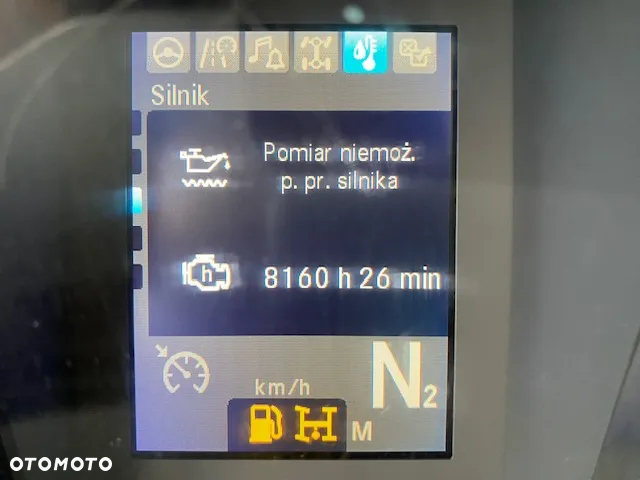 Silnik
Pomiar niemoż.
p. pr. silnika
h
8160 h 26 min
km/h
N2
M
OTOMOTO